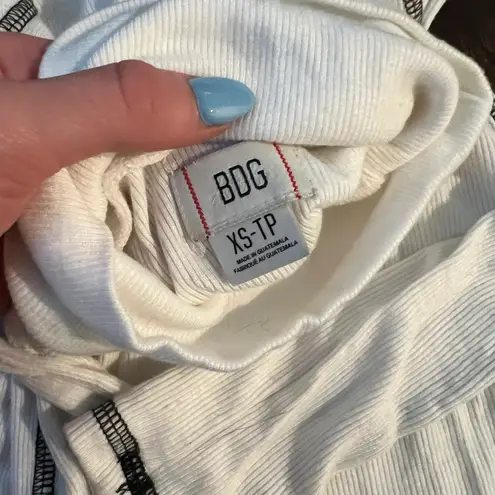 BDG
XS-TP
MADE IN GUATEMALA
FABRIQUÉ AU GUATEMALA